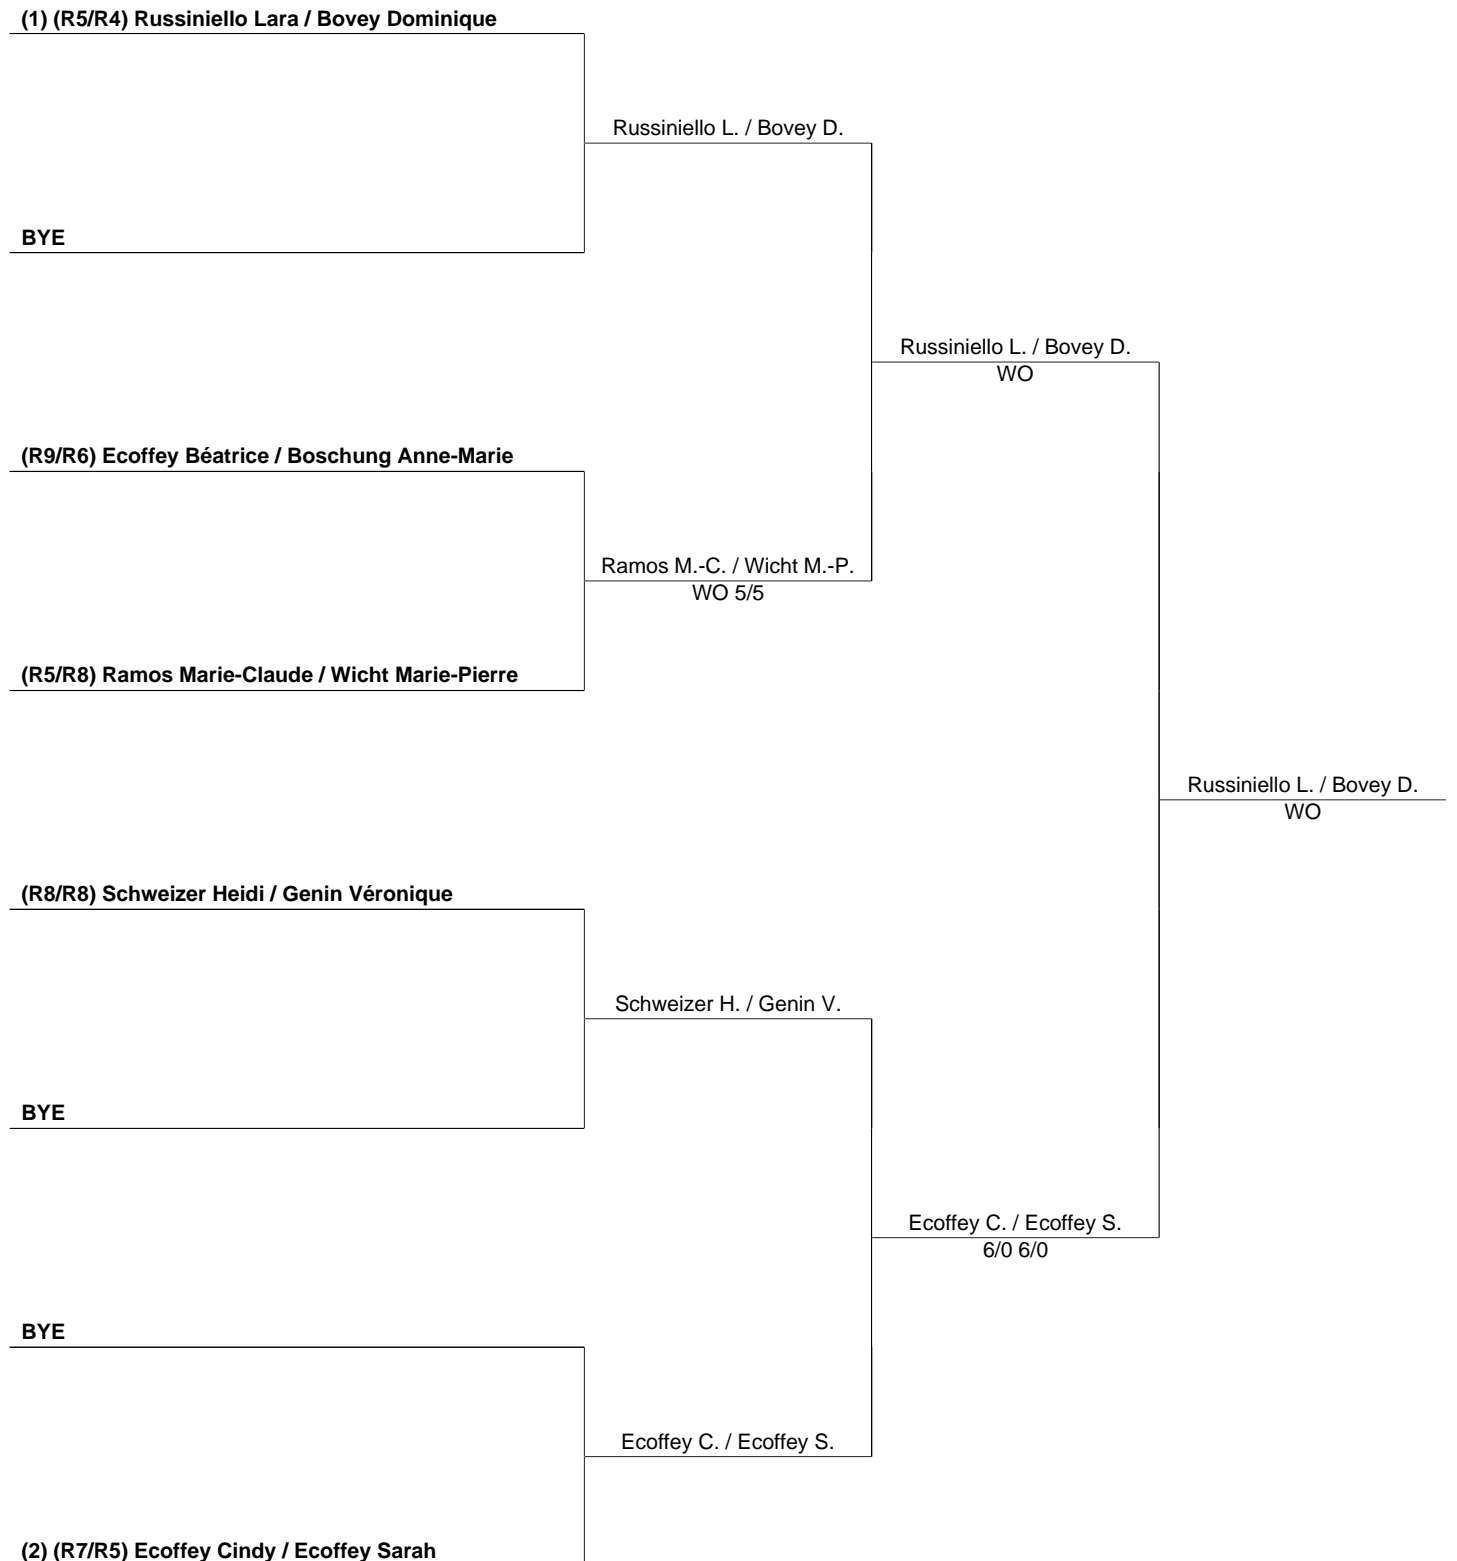 (1) (R5/R4) Russiniello Lara / Bovey Dominique
Russiniello L. / Bovey D.
BYE
Russiniello L. / Bovey D.
WO
(R9/R6) Ecoffey Béatrice / Boschung Anne-Marie
Ramos M.-C. / Wicht M.-P.
WO 5/5
(R5/R8) Ramos Marie-Claude / Wicht Marie-Pierre
Russiniello L. / Bovey D.
WO
(R8/R8) Schweizer Heidi / Genin Véronique
Schweizer H. / Genin V.
BYE
Ecoffey C. / Ecoffey S.
6/0 6/0
BYE
Ecoffey C. / Ecoffey S.
(2) (R7/R5) Ecoffey Cindy / Ecoffey Sarah